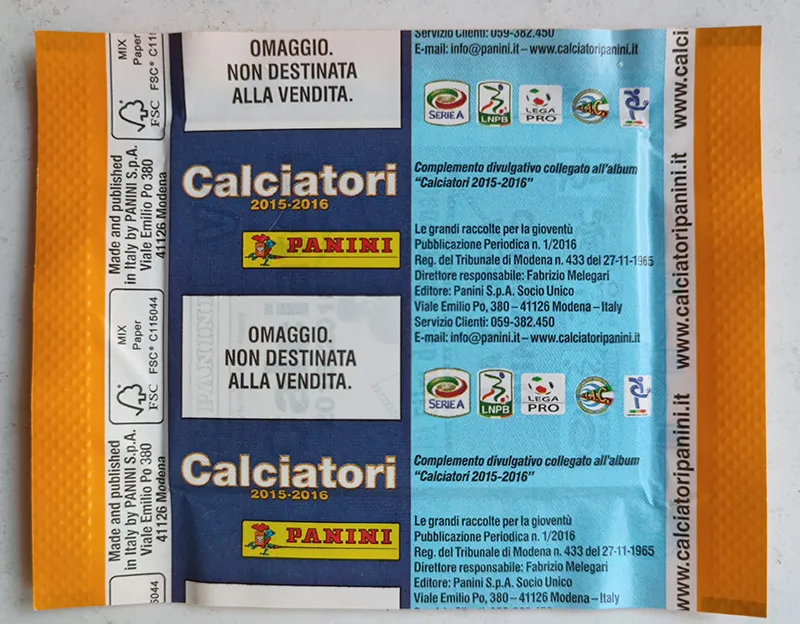 MIX
Paper
FSC® C11
FSC
Made and published
in Italy by PANINI S.p.A.
Viale Emilio Po 380
41126 Modena
MIX
Paper
FSC® C115044
FSC
Made and published
in Italy by PANINI S.p.A.
Viale Emilio Po 380
41126 Modena
5044
OMAGGIO.
NON DESTINATA
ALLA VENDITA.
Calciatori
2015-2016
PANINI
OMAGGIO.
NON DESTINATA
ALLA VENDITA.
Calciatori
2015-2016
PANINI
Servizio Clienti: 059-382.450
E-mail: info@panini.it – www.calciatoripanini.it
SERIE A
LNPB
LEGA
PRO
Complemento divulgativo collegato all'album
“Calciatori 2015-2016”
Le grandi raccolte per la gioventù
Pubblicazione Periodica n. 1/2016
Reg. del Tribunale di Modena n. 433 del 27-11-1965
Direttore responsabile: Fabrizio Melegari
Editore: Panini S.p.A. Socio Unico
Viale Emilio Po, 380 – 41126 Modena – Italy
Servizio Clienti: 059-382.450
E-mail: info@panini.it – www.calciatoripanini.it
SERIE A
LNPB
LEGA
PRO
Complemento divulgativo collegato all'album
“Calciatori 2015-2016”
Le grandi raccolte per la gioventù
Pubblicazione Periodica n. 1/2016
Reg. del Tribunale di Modena n. 433 del 27-11-1965
Direttore responsabile: Fabrizio Melegari
Editore: Panini S.p.A. Socio Unico
Viale Emilio Po, 380 – 41126 Modena – Italy
www.calci
www.calciatoripanini.it
www.calciatoripanini.it